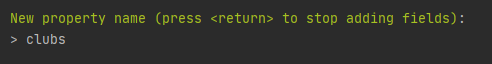 New property name (press <return> to stop adding fields):
> clubs